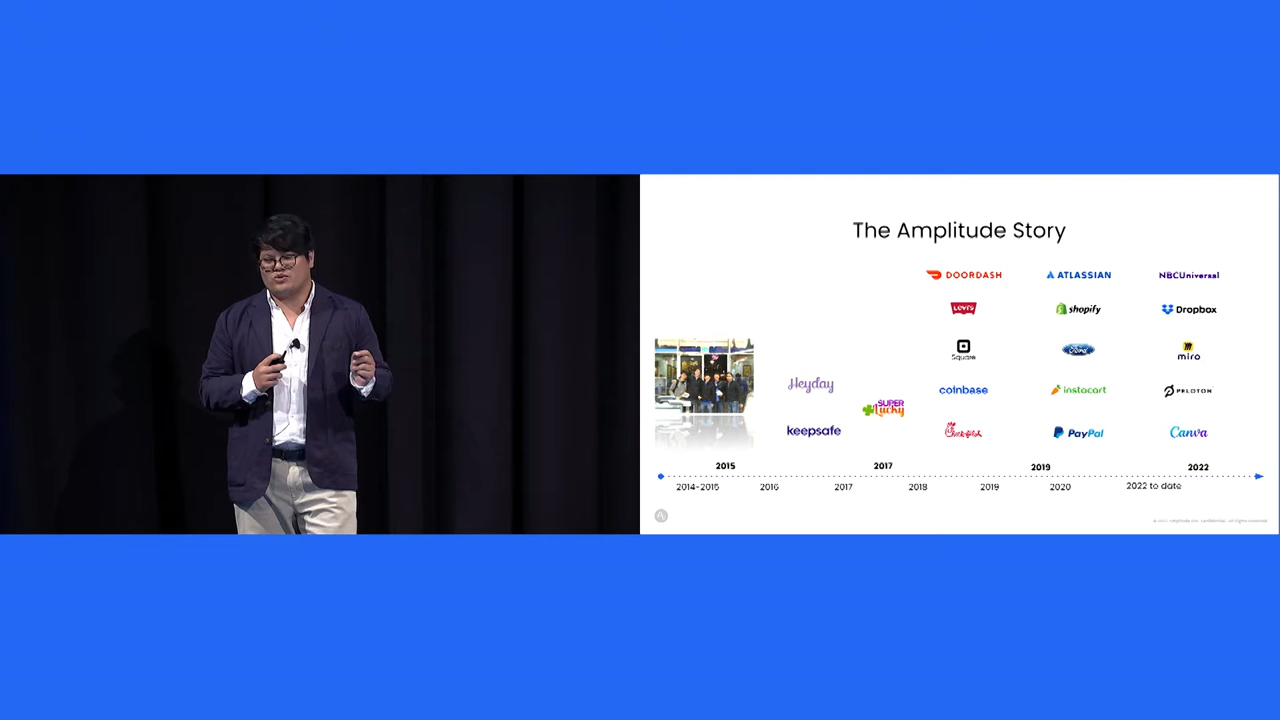 The Amplitude Story
DOORDASH
ATLASSIAN
NBCUniversal
Levi's
shopify
Dropbox
Square
Ford
miro
Heyday
coinbase
instacart
PELOTON
SUPER
Lucky
keepsafe
Chick-fil-A
PayPal
Canva
2015
2017
2019
2022
2014-2015
2016
2017
2018
2019
2020
2022 to date